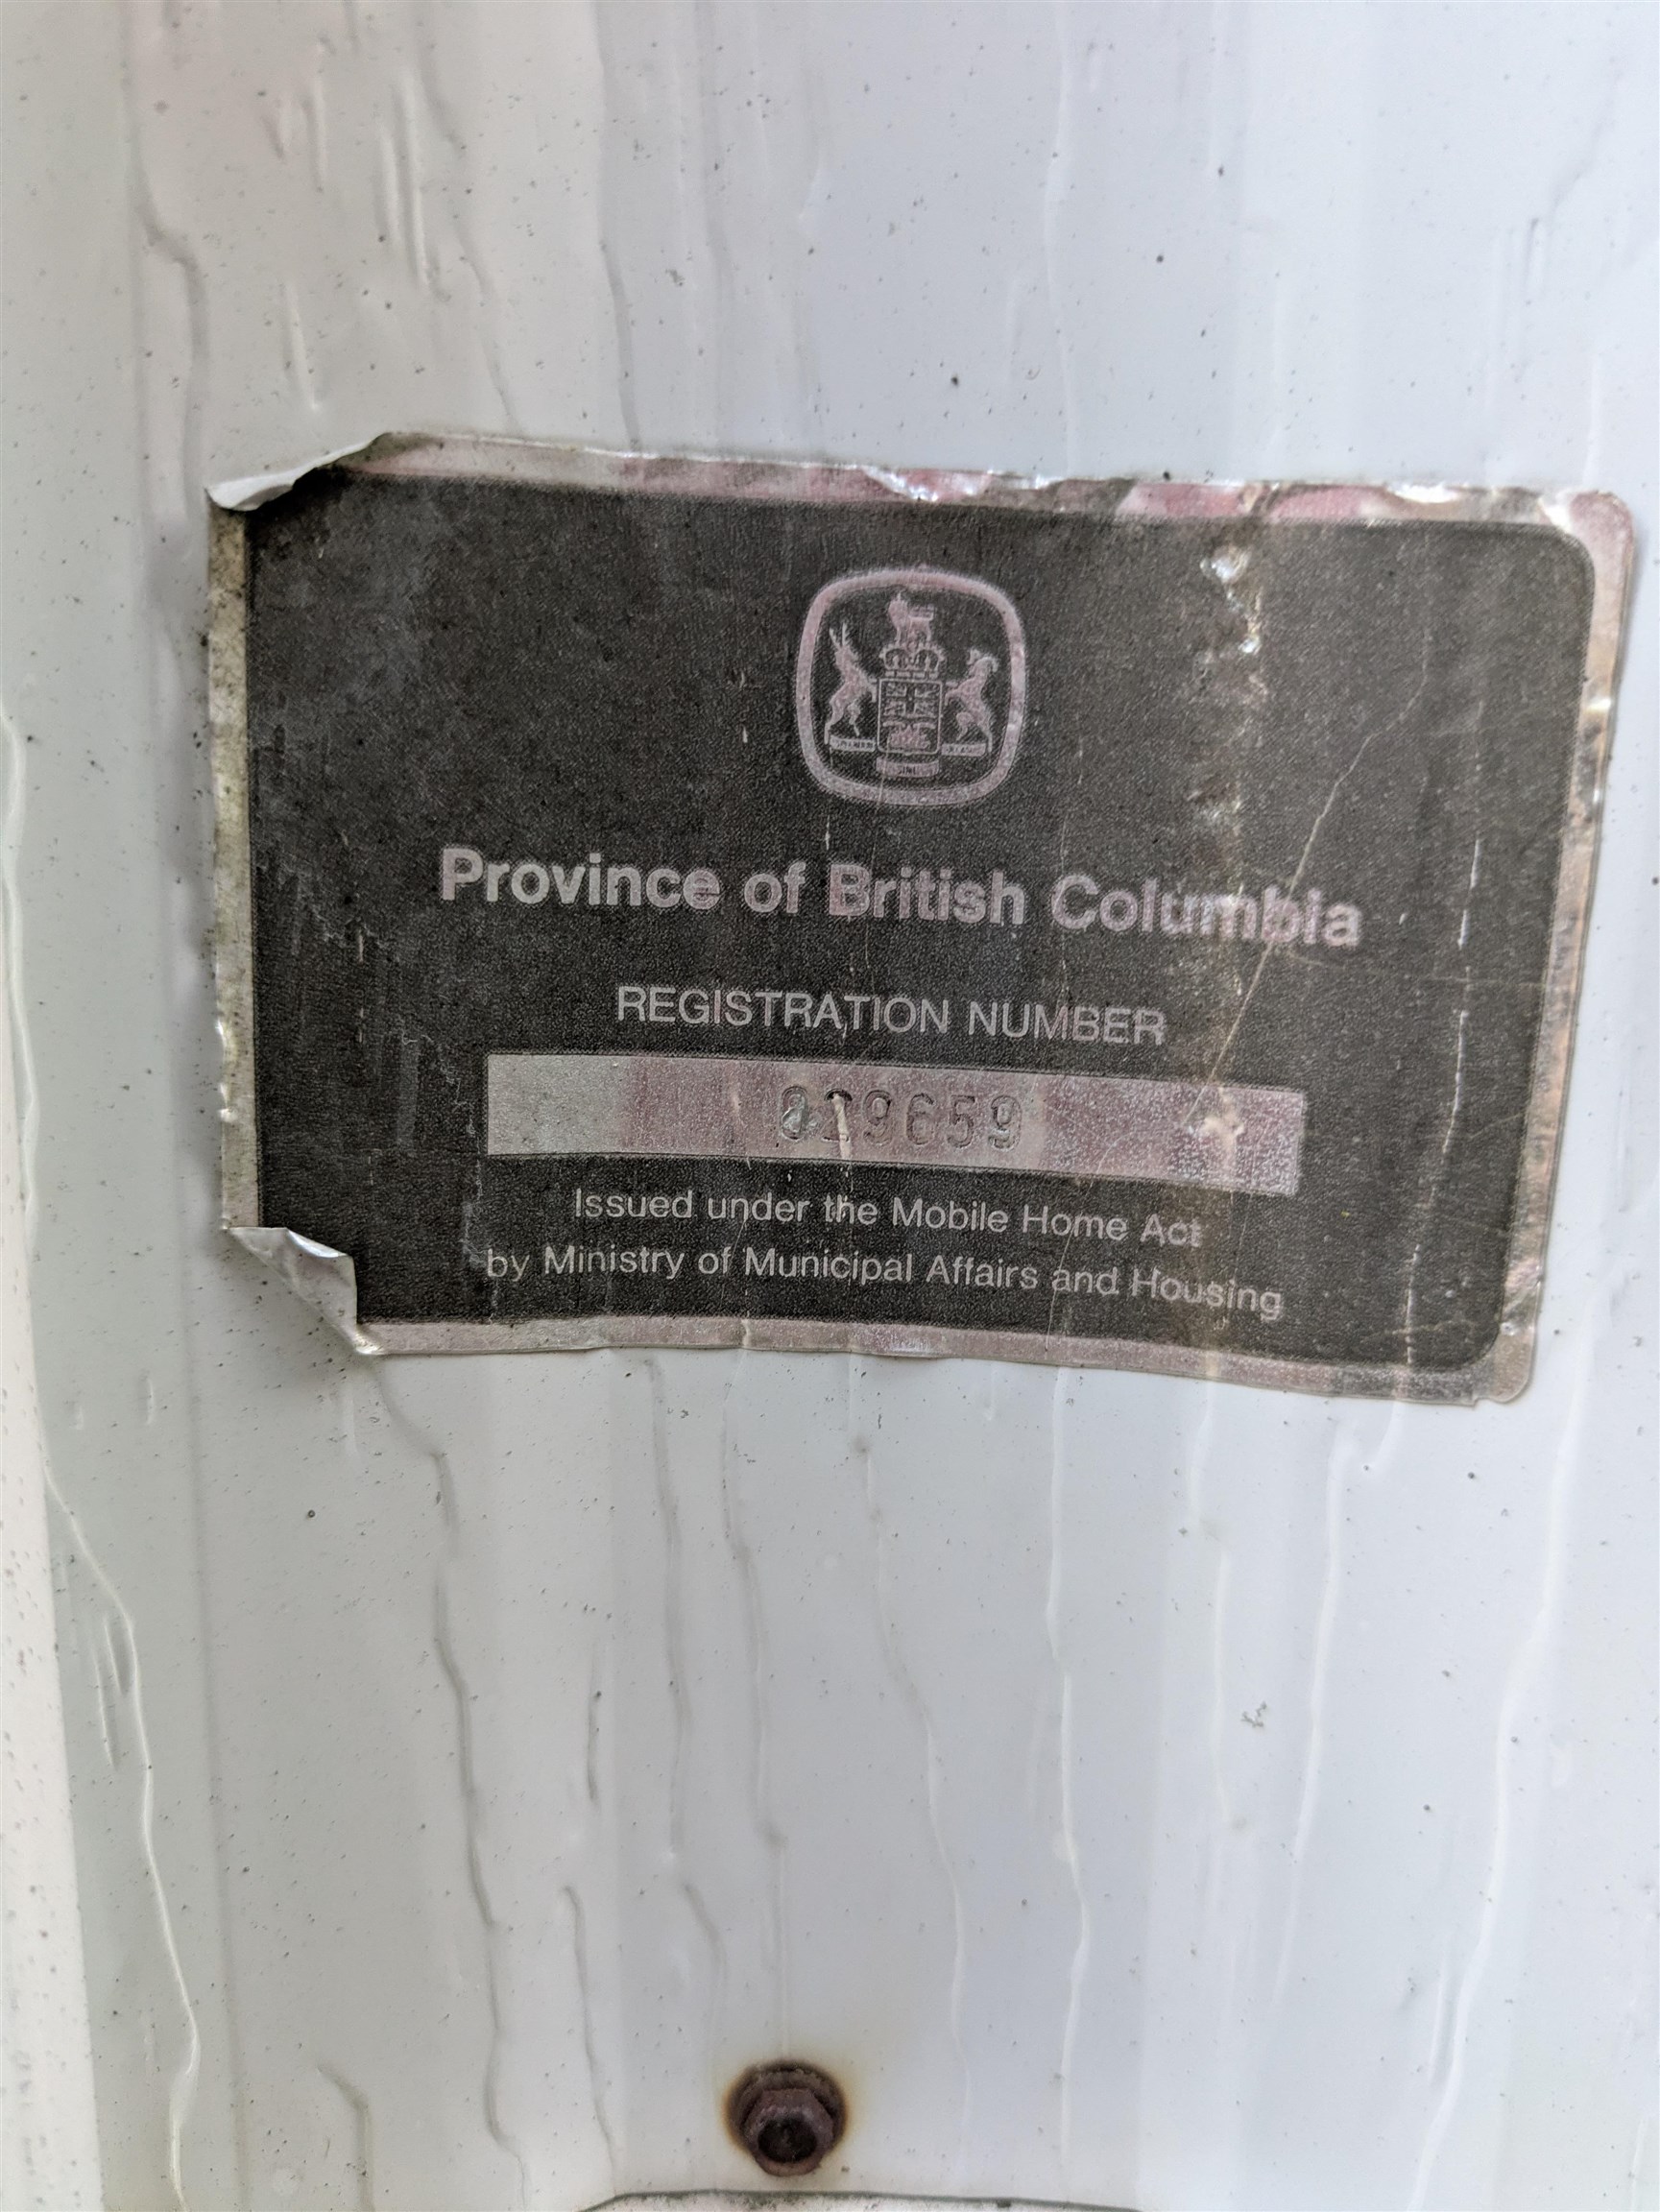 Province of British Columbia
REGISTRATION NUMBER
Issued under the Mobile Home Act
by Ministry of Municipal Affairs and Housing